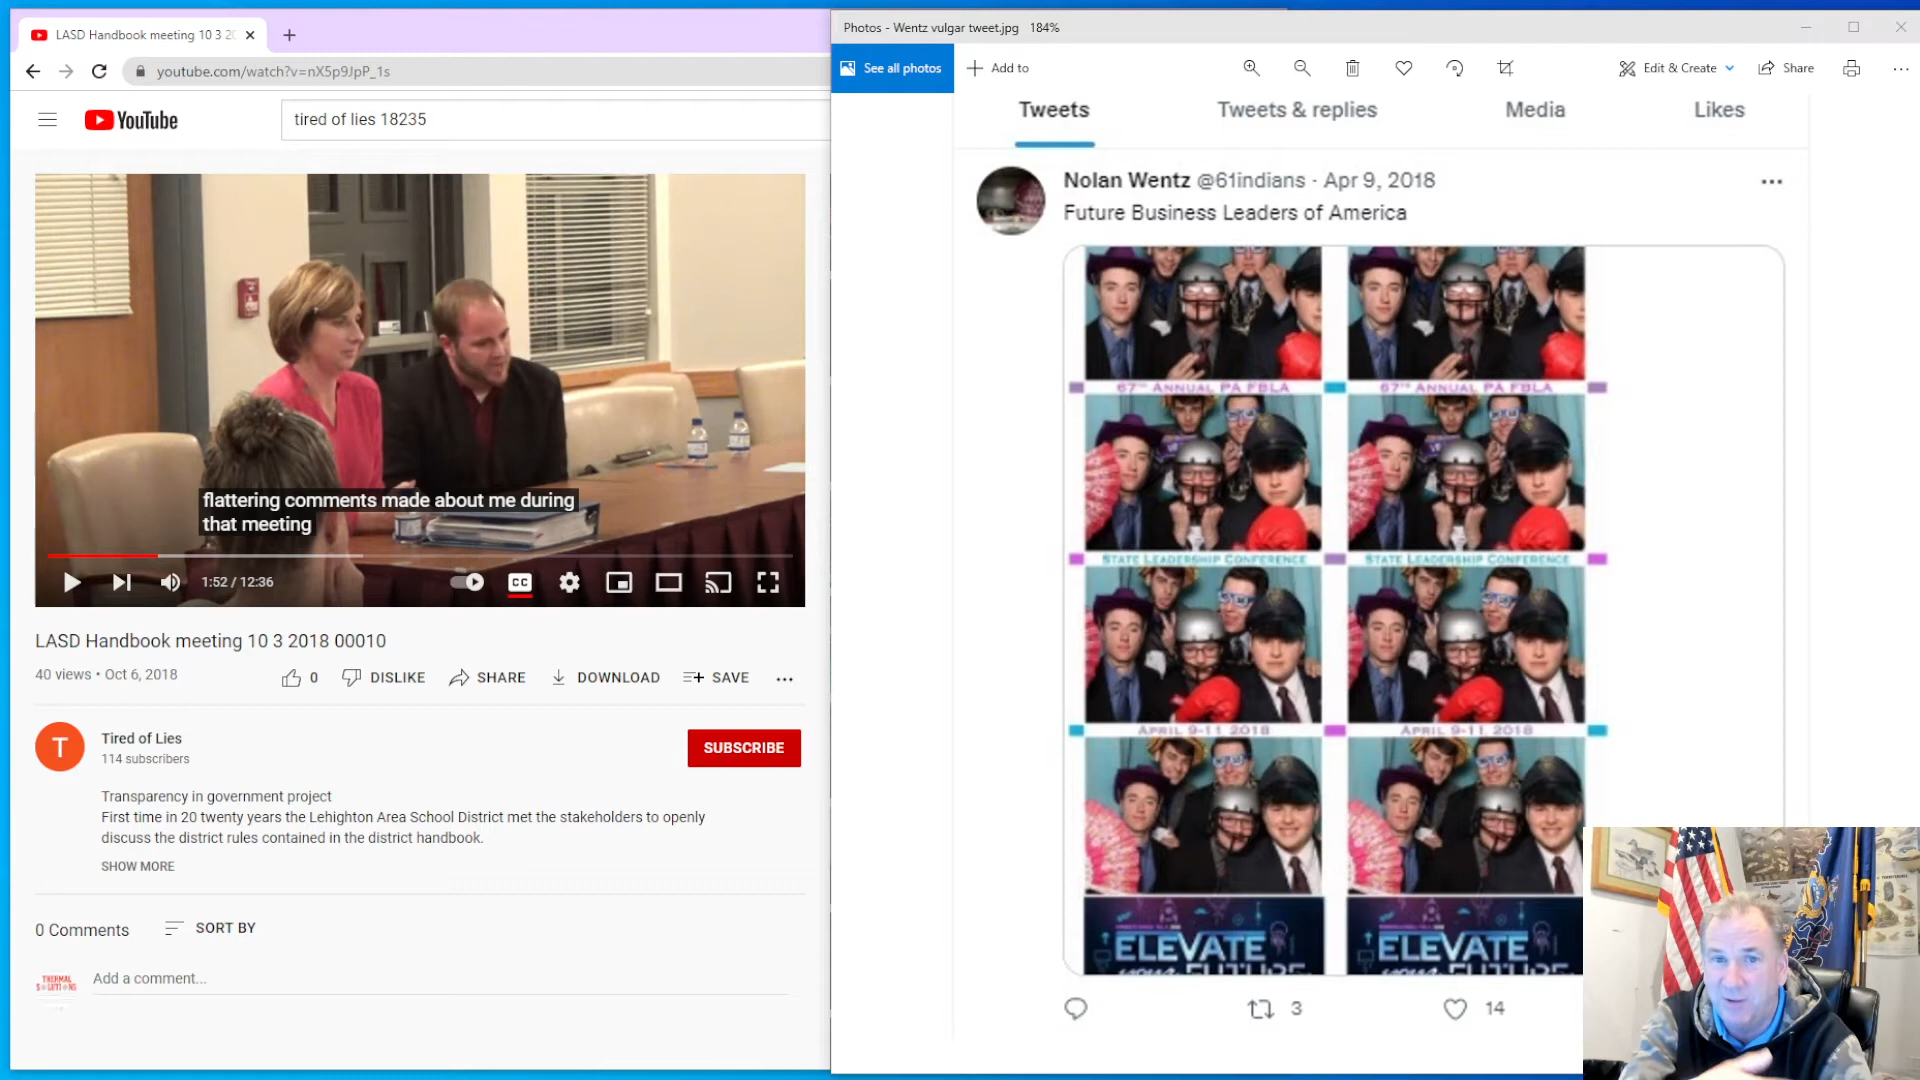 LASD Handbook meeting 10 3 20
youtube.com/watch?v=nX5p9JpP_1s
YouTube
tired of lies 18235
flattering comments made about me during
that meeting
1:52 / 12:36
CC
LASD Handbook meeting 10 3 2018 00010
40 views • Oct 6, 2018
0
DISLIKE
SHARE
DOWNLOAD
SAVE
T
Tired of Lies
114 subscribers
SUBSCRIBE
Transparency in government project
First time in 20 twenty years the Lehighton Area School District met the stakeholders to openly
discuss the district rules contained in the district handbook.
SHOW MORE
0 Comments
SORT BY
THERMAL
Add a comment...
Photos - Wentz vulgar tweet.jpg 184%
See all photos
Add to
Edit & Create
Share
Tweets
Tweets & replies
Media
Likes
Nolan Wentz @61indians · Apr 9, 2018
Future Business Leaders of America
67TH ANNUAL PA FBLA
67TH ANNUAL PA FBLA
STATE LEADERSHIP CONFERENCE
STATE LEADERSHIP CONFERENCE
APRIL 9-11 2018
APRIL 9-11 2018
ELEVATE
your FUTURE
ELEVATE
your FUTURE
3
14